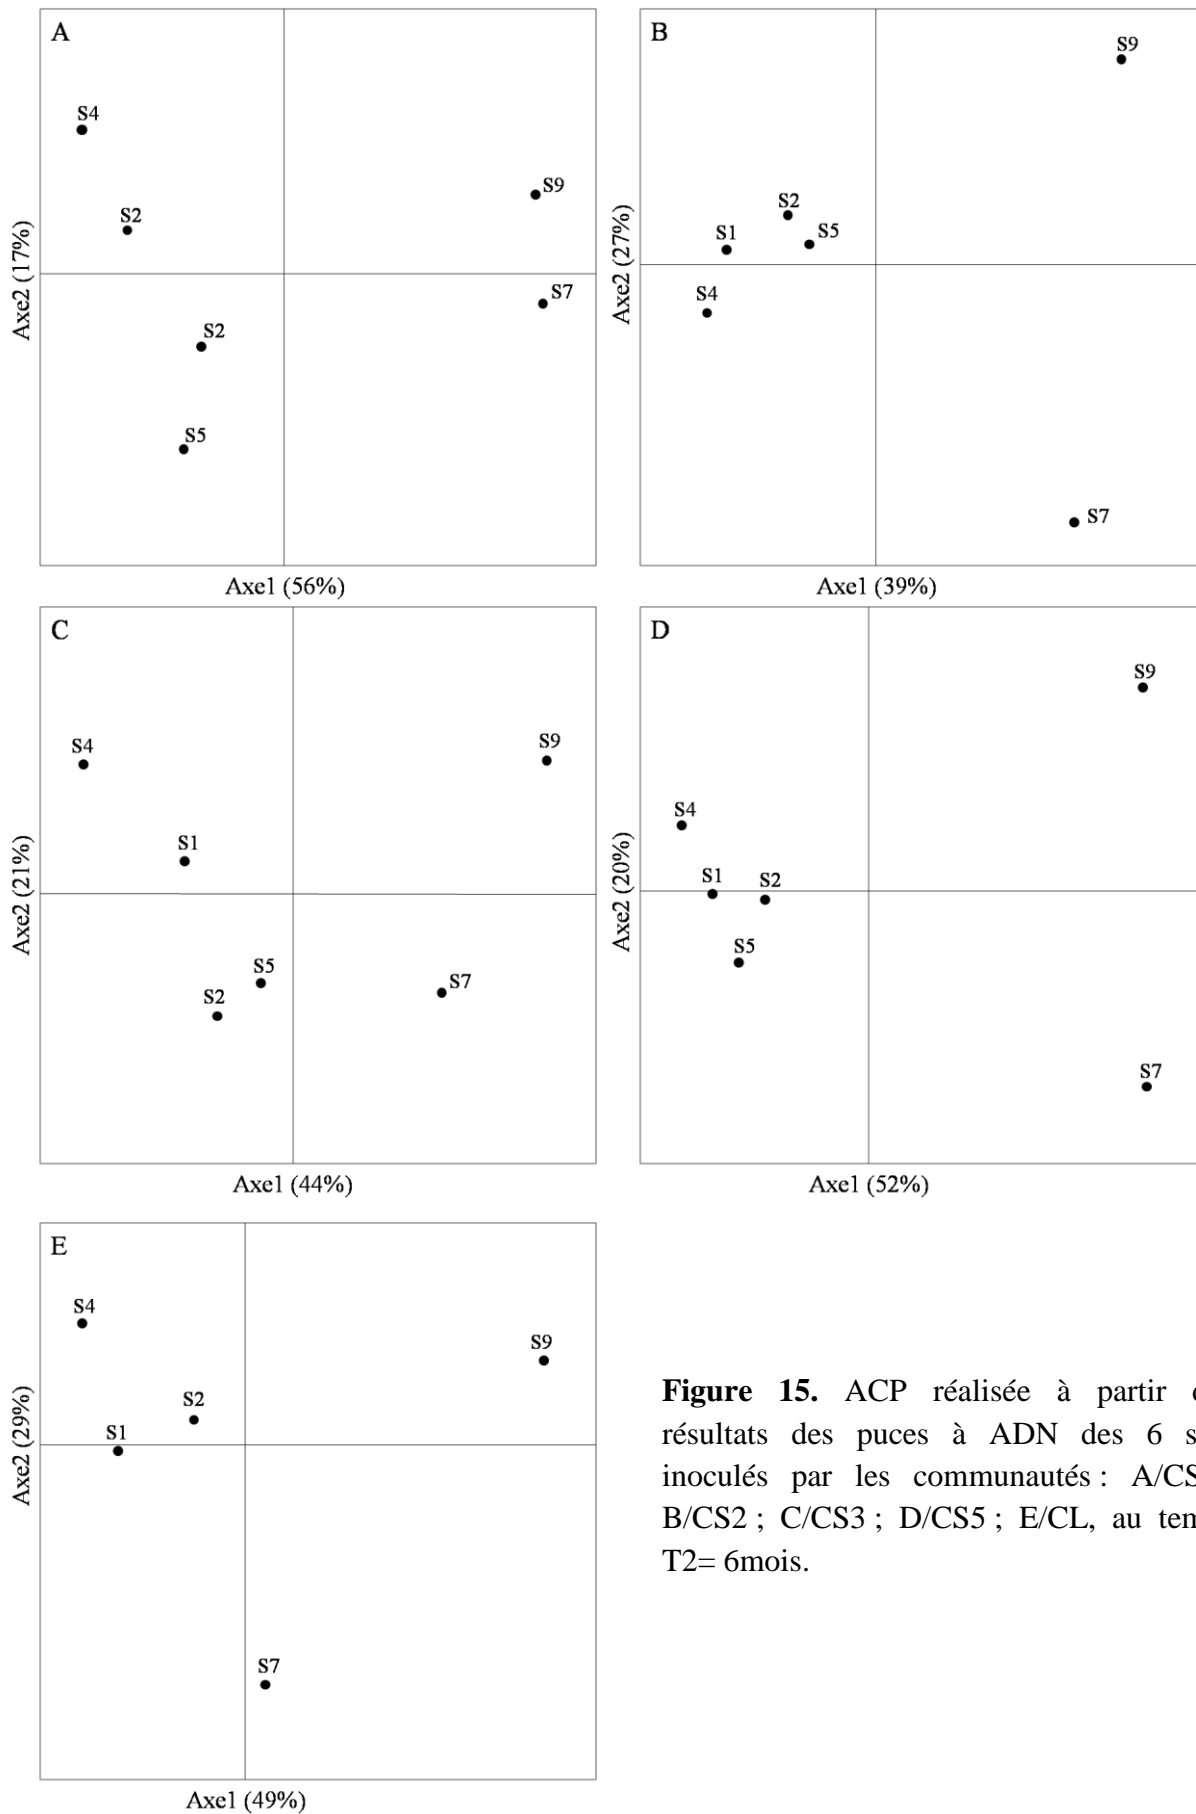 A
S4
S9
S2
S7
S2
S5
Axe2 (17%)
Axe1 (56%)
B
S9
S2
S1
S5
S4
S7
Axe2 (27%)
Axe1 (39%)
C
S4
S9
S1
S5
S7
S2
Axe2 (21%)
Axe1 (44%)
D
S9
S4
S1
S2
S5
S7
Axe2 (20%)
Axe1 (52%)
E
S4
S9
S2
S1
S7
Axe2 (29%)
Axe1 (49%)
Figure 15. ACP réalisée à partir
résultats des puces à ADN des 6
inoculés par les communautés : A/CS
B/CS2 ; C/CS3 ; D/CS5 ; E/CL, au
T2= 6mois.